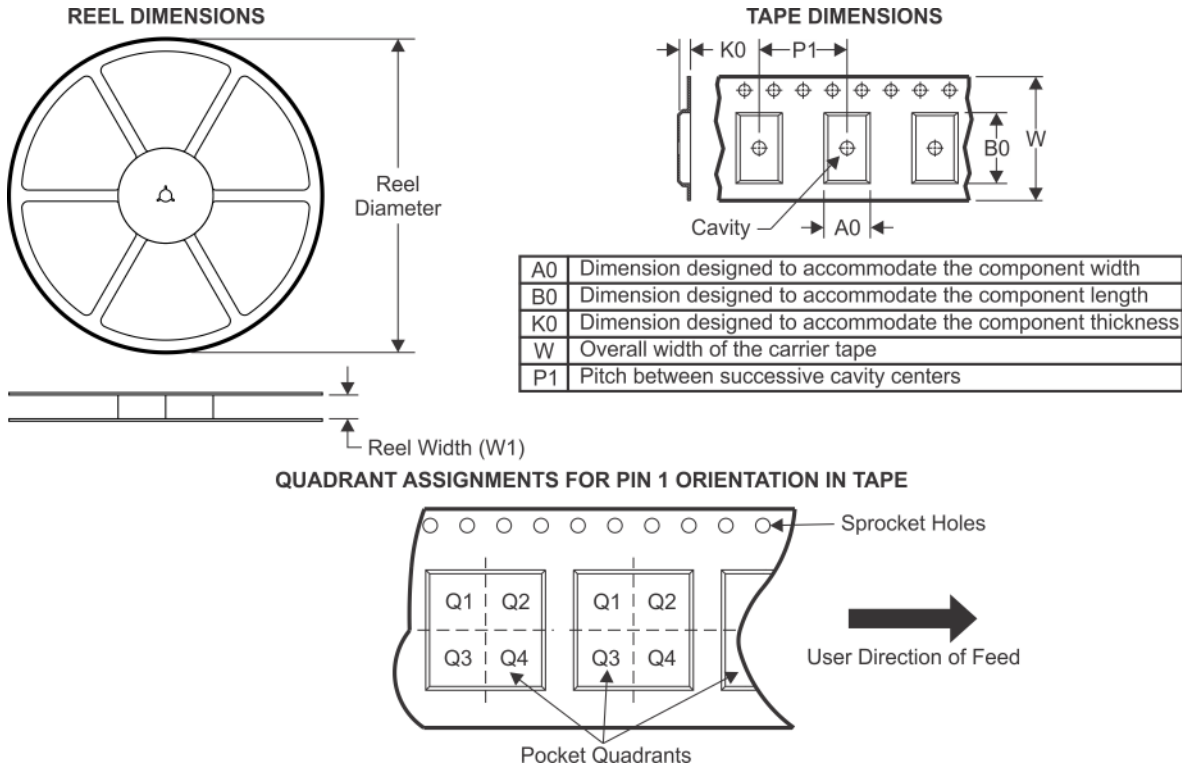 REEL DIMENSIONS
Reel
Diameter
Reel Width (W1)
TAPE DIMENSIONS
K0
P1
B0
W
Cavity
A0
A0 Dimension designed to accommodate the component width
B0 Dimension designed to accommodate the component length
K0 Dimension designed to accommodate the component thickness
W Overall width of the carrier tape
P1 Pitch between successive cavity centers
QUADRANT ASSIGNMENTS FOR PIN 1 ORIENTATION IN TAPE
Sprocket Holes
Q1 Q2 Q1 Q2
Q3 Q4 Q3 Q4
User Direction of Feed
Pocket Quadrants